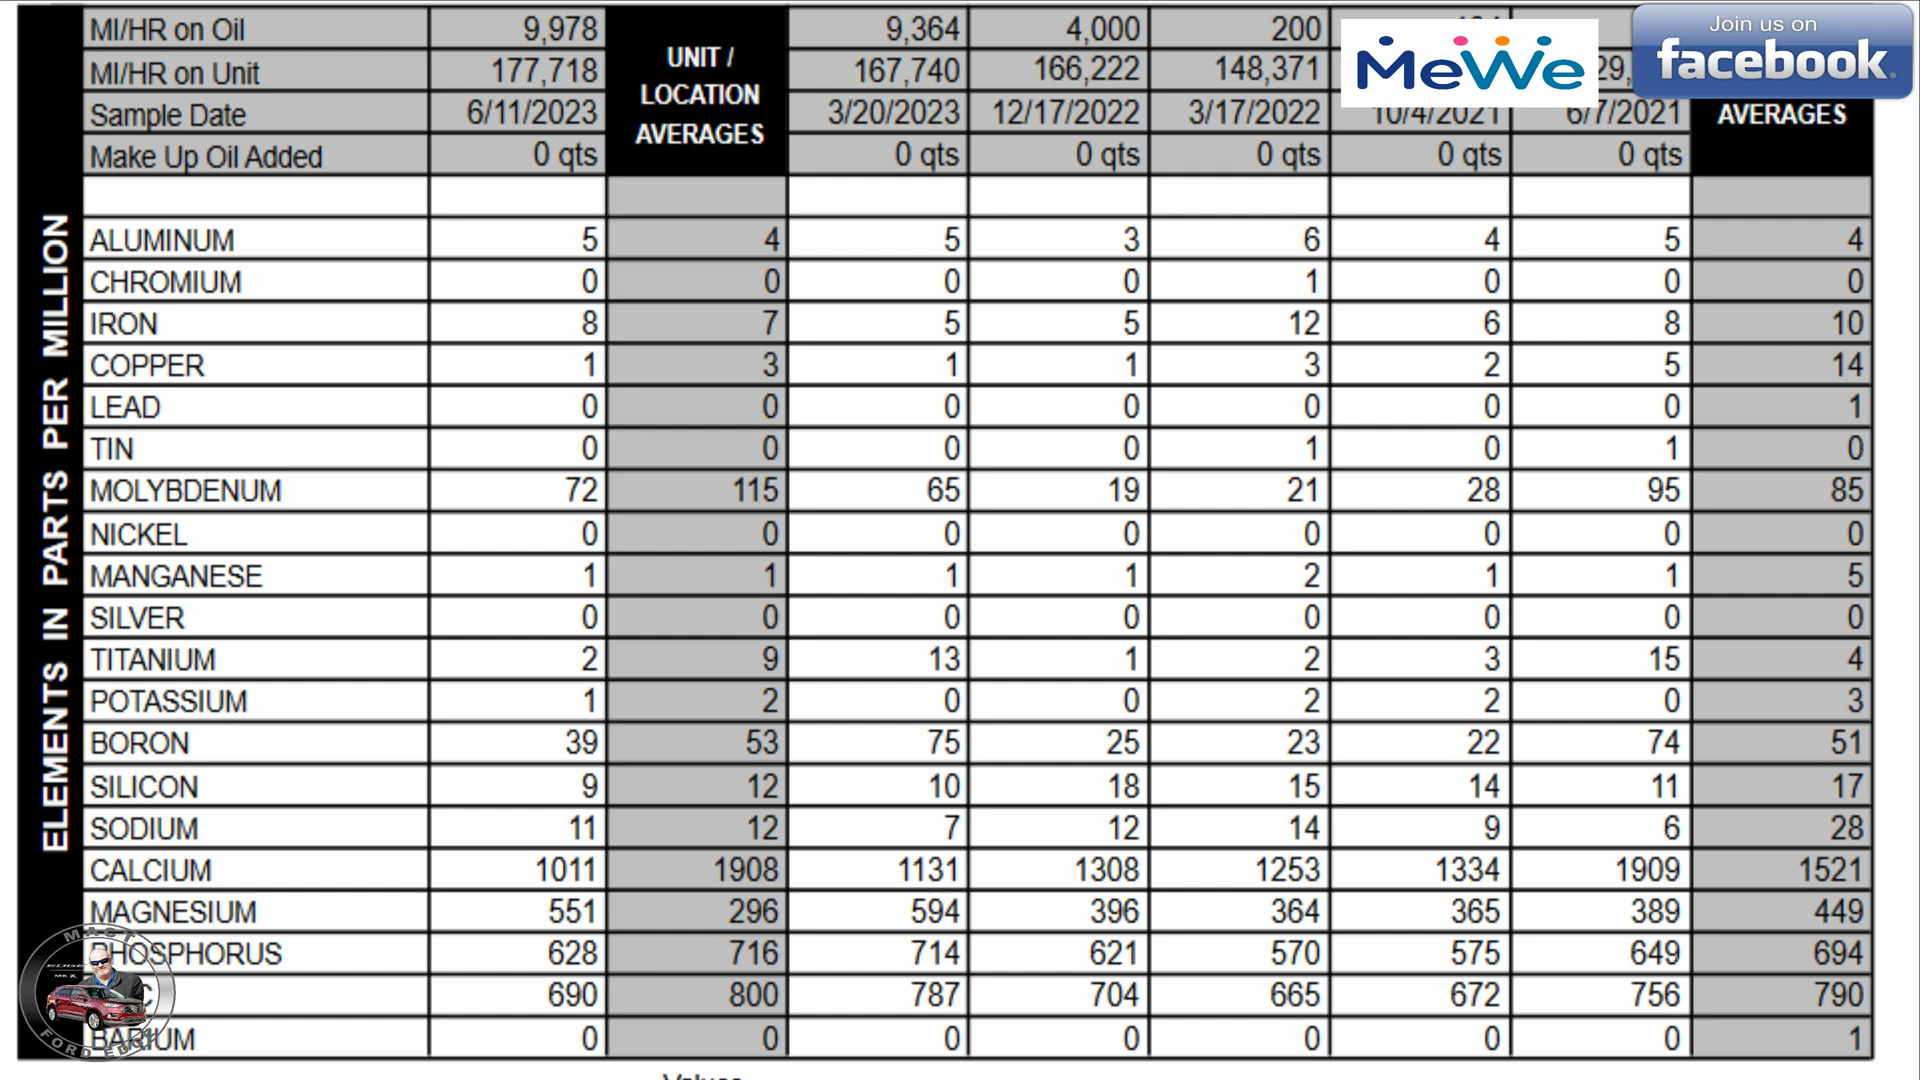 MI/HR on Oil 9,978 9,364 4,000 200
MI/HR on Unit 177,718 167,740 166,222 148,371 29,
Sample Date 6/11/2023 3/20/2023 12/17/2022 3/17/2022 10/4/2021 6/7/2021
Make Up Oil Added 0 qts 0 qts 0 qts 0 qts 0 qts 0 qts
UNIT /
LOCATION
AVERAGES
AVERAGES
MeWe
Join us on
facebook
ELEMENTS IN PARTS PER MILLION
ALUMINUM 5 4 5 3 6 4 5 4
CHROMIUM 0 0 0 0 1 0 0 0
IRON 8 7 5 5 12 6 8 10
COPPER 1 3 1 1 3 2 5 14
LEAD 0 0 0 0 0 0 0 1
TIN 0 0 0 0 1 0 1 0
MOLYBDENUM 72 115 65 19 21 28 95 85
NICKEL 0 0 0 0 0 0 0 0
MANGANESE 1 1 1 1 2 1 1 5
SILVER 0 0 0 0 0 0 0 0
TITANIUM 2 9 13 1 2 3 15 4
POTASSIUM 1 2 0 0 2 2 0 3
BORON 39 53 75 25 23 22 74 51
SILICON 9 12 10 18 15 14 11 17
SODIUM 11 12 7 12 14 9 6 28
CALCIUM 1011 1908 1131 1308 1253 1334 1909 1521
MAGNESIUM 551 296 594 396 364 365 389 449
PHOSPHORUS 628 716 714 621 570 575 649 694
C 690 800 787 704 665 672 756 790
BARIUM 0 0 0 0 0 0 0 1
MACT
EDGE
MKX
FORD EDGE